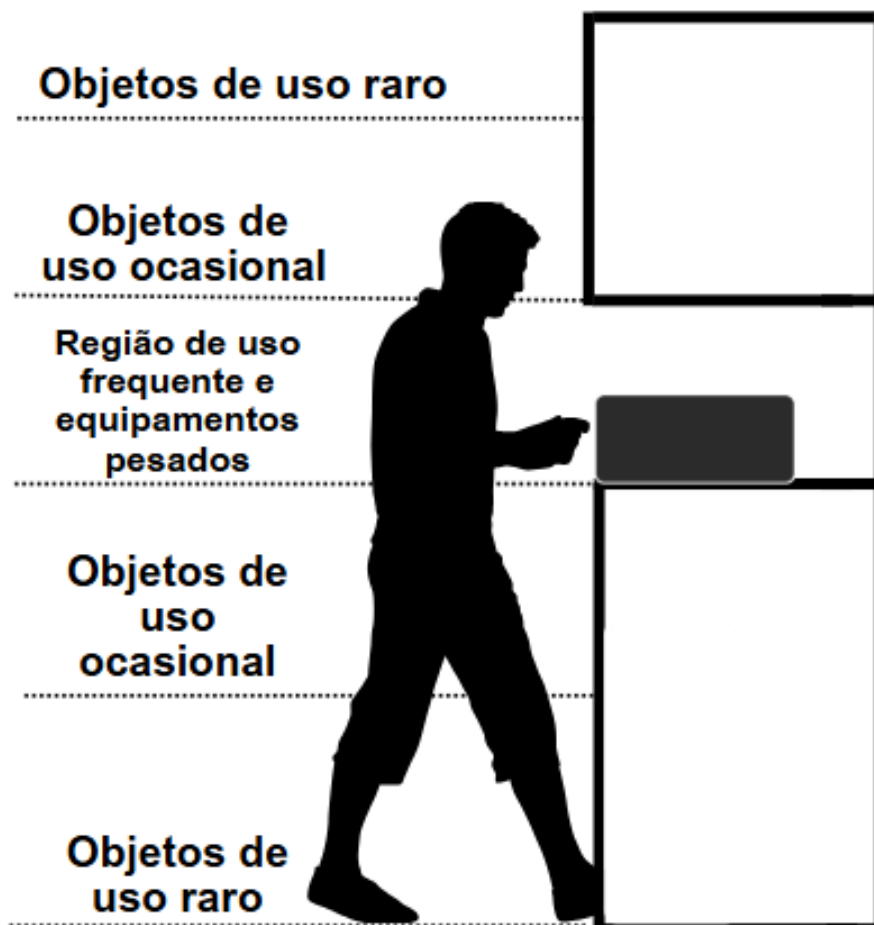 Objetos de uso raro
Objetos de
uso ocasional
Região de uso
frequente e
equipamentos
pesados
Objetos de
uso
ocasional
Objetos de
uso raro